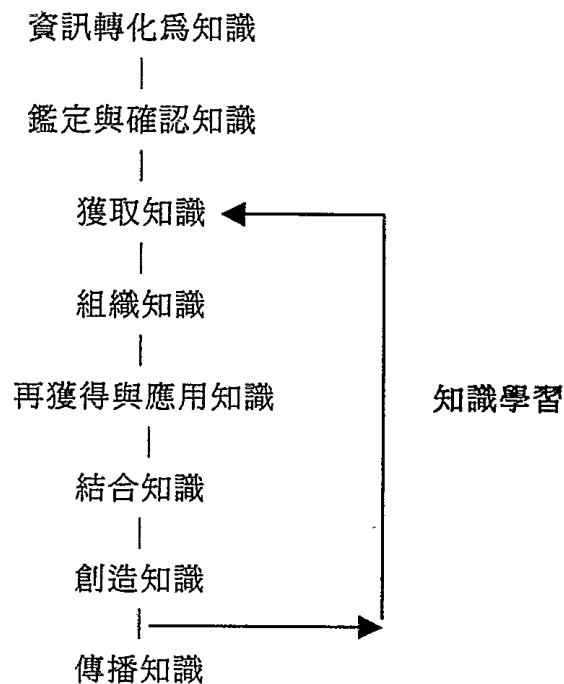 資訊轉化爲知識
鑑定與確認知識
獲取知識
組織知識
再獲得與應用知識
知識學習
結合知識
創造知識
傳播知識